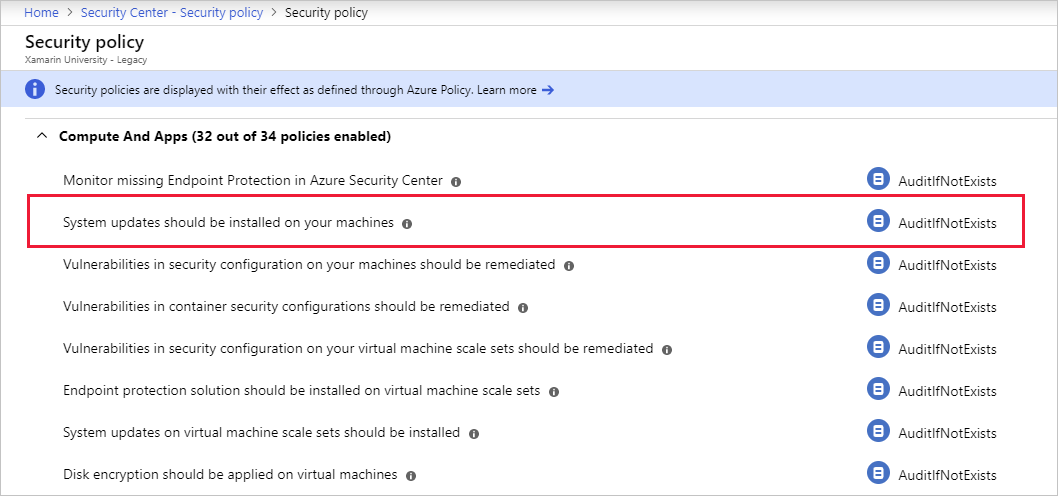 Home > Security Center - Security policy > Security policy
Security policy
Xamarin University - Legacy
Security policies are displayed with their effect as defined through Azure Policy. Learn more →
Compute And Apps (32 out of 34 policies enabled)
Monitor missing Endpoint Protection in Azure Security Center AuditIfNotExists
System updates should be installed on your machines AuditIfNotExists
Vulnerabilities in security configuration on your machines should be remediated AuditIfNotExists
Vulnerabilities in container security configurations should be remediated AuditIfNotExists
Vulnerabilities in security configuration on your virtual machine scale sets should be remediated AuditIfNotExists
Endpoint protection solution should be installed on virtual machine scale sets AuditIfNotExists
System updates on virtual machine scale sets should be installed AuditIfNotExists
Disk encryption should be applied on virtual machines AuditIfNotExists